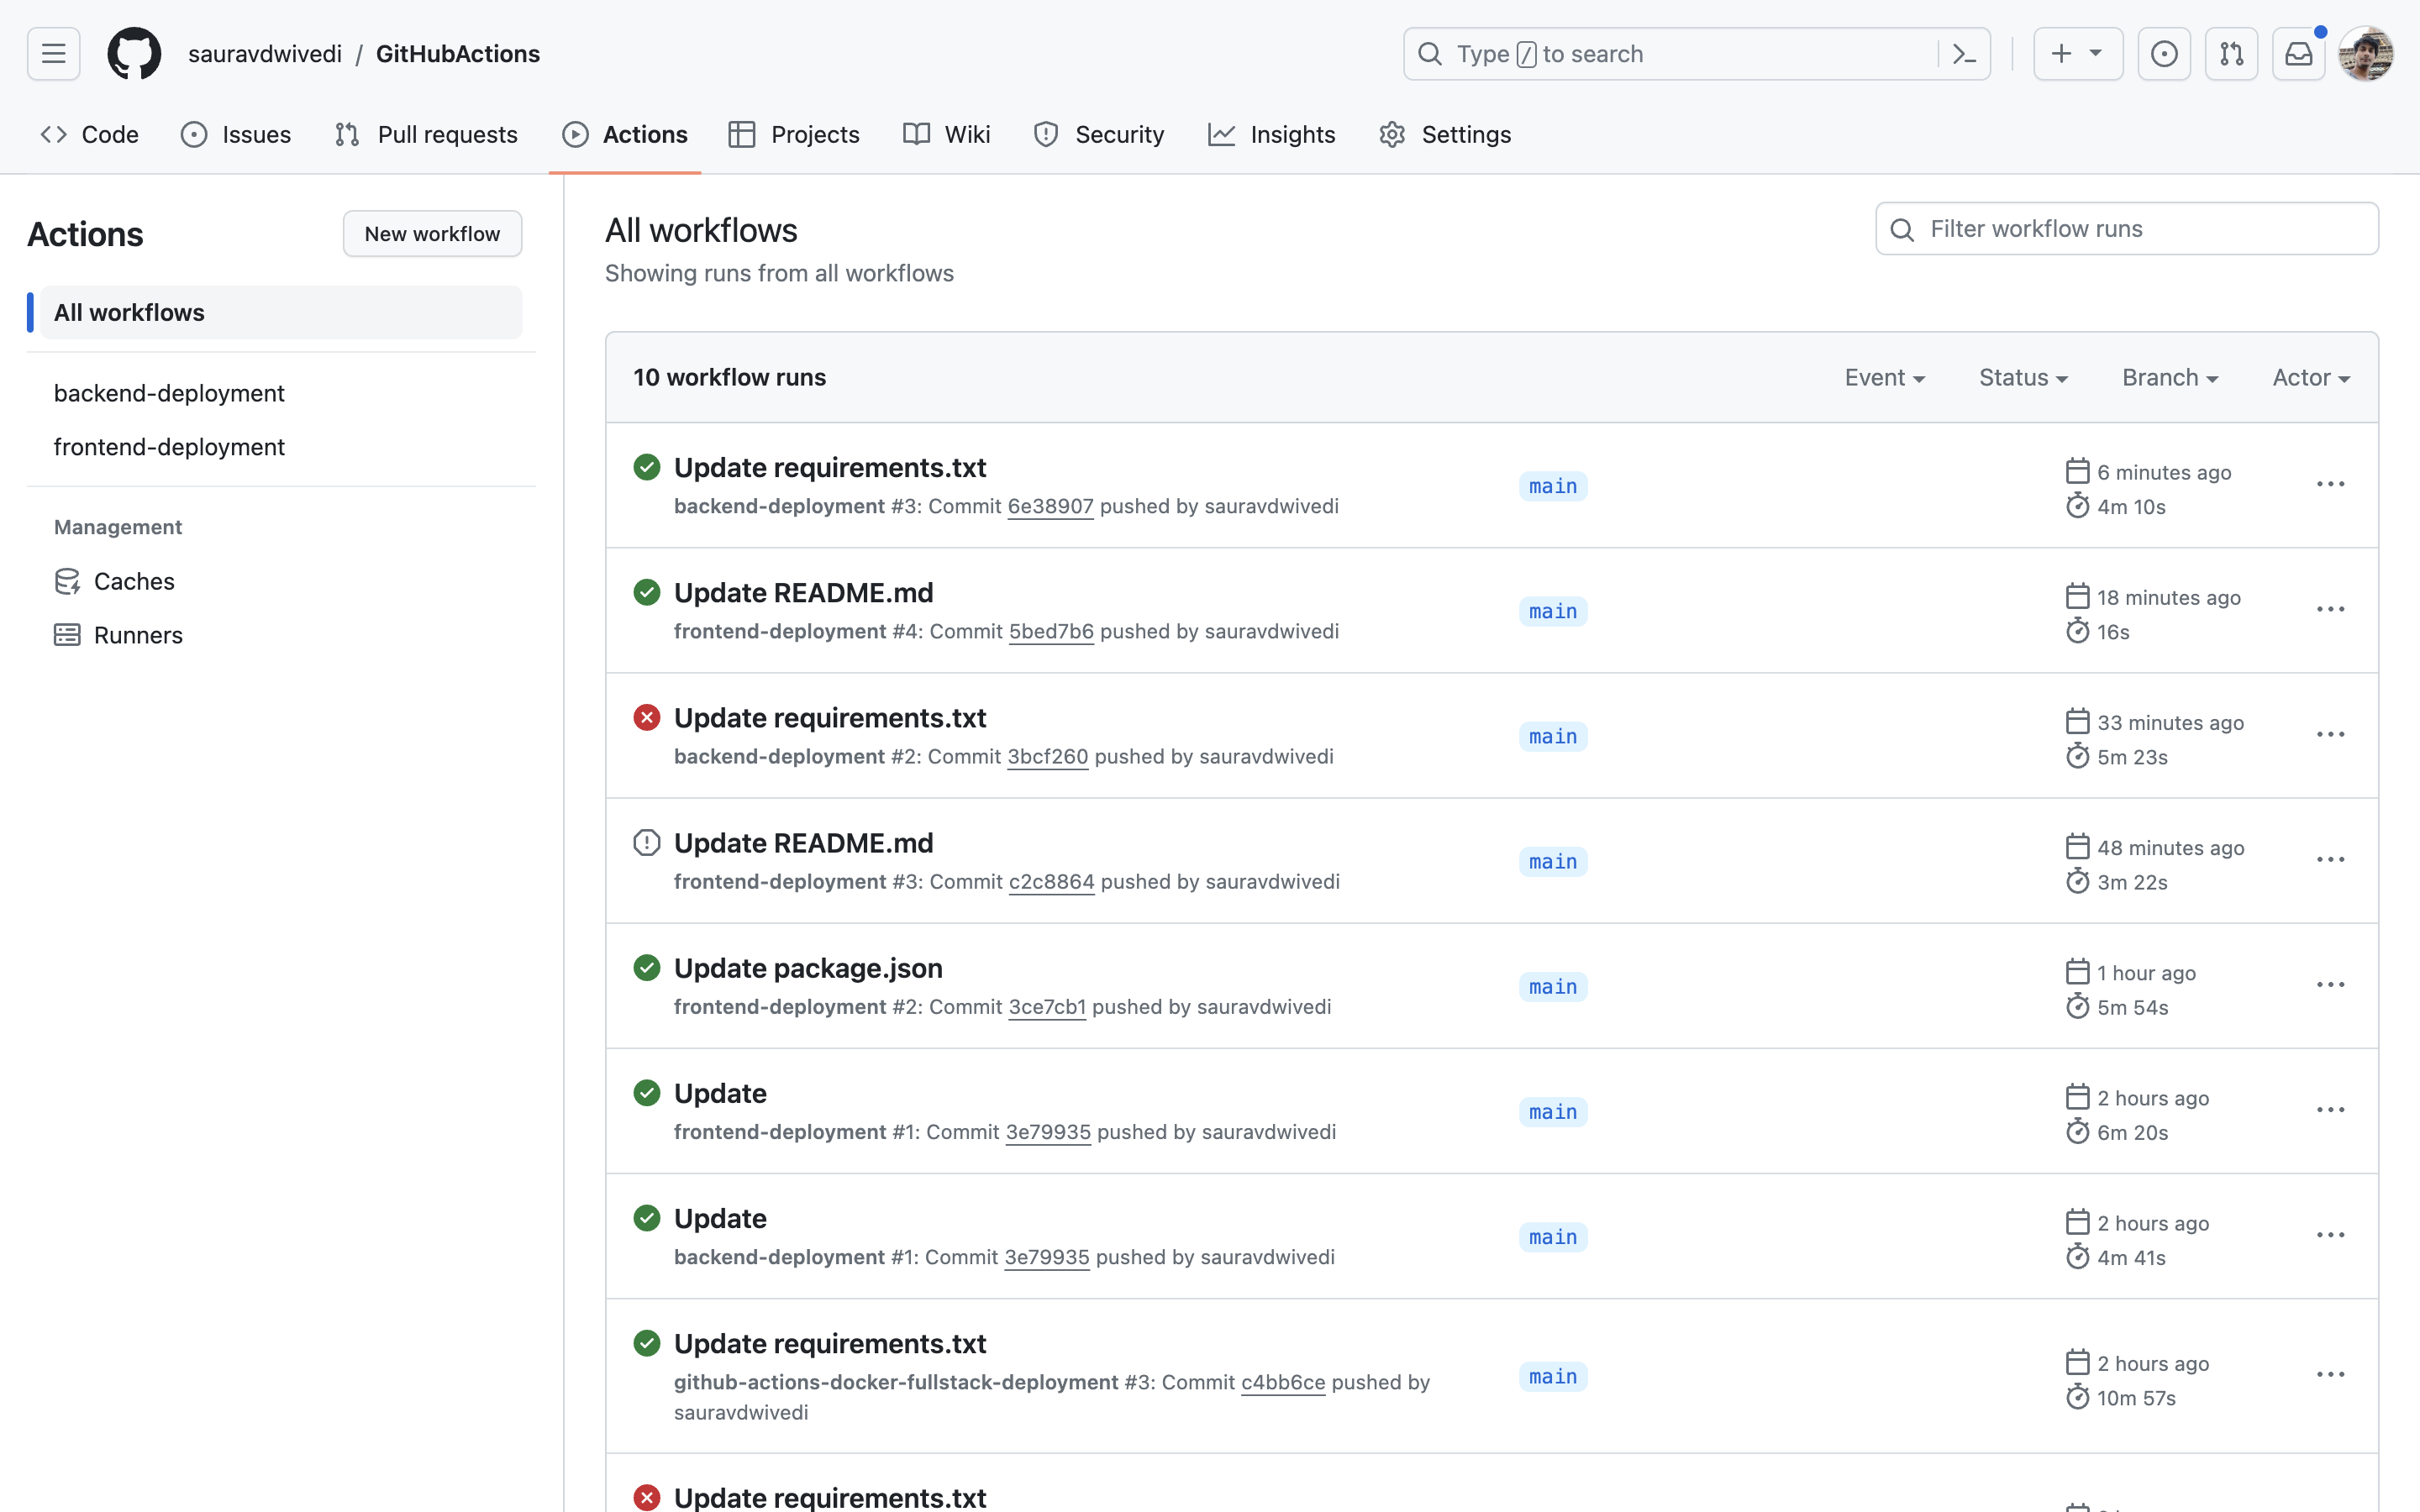 sauravdwivedi / GitHubActions
Type / to search
Code
Issues
Pull requests
Actions
Projects
Wiki
Security
Insights
Settings
Actions
New workflow
All workflows
backend-deployment
frontend-deployment
Management
Caches
Runners
All workflows
Showing runs from all workflows
Filter workflow runs
10 workflow runs
Event
Status
Branch
Actor
Update requirements.txt
backend-deployment #3: Commit 6e38907 pushed by sauravdwivedi
main
6 minutes ago
4m 10s
Update README.md
frontend-deployment #4: Commit 5bed7b6 pushed by sauravdwivedi
main
18 minutes ago
16s
Update requirements.txt
backend-deployment #2: Commit 3bcf260 pushed by sauravdwivedi
main
33 minutes ago
5m 23s
Update README.md
frontend-deployment #3: Commit c2c8864 pushed by sauravdwivedi
main
48 minutes ago
3m 22s
Update package.json
frontend-deployment #2: Commit 3ce7cb1 pushed by sauravdwivedi
main
1 hour ago
5m 54s
Update
frontend-deployment #1: Commit 3e79935 pushed by sauravdwivedi
main
2 hours ago
6m 20s
Update
backend-deployment #1: Commit 3e79935 pushed by sauravdwivedi
main
2 hours ago
4m 41s
Update requirements.txt
github-actions-docker-fullstack-deployment #3: Commit c4bb6ce pushed by
sauravdwivedi
main
2 hours ago
10m 57s
Update requirements.txt